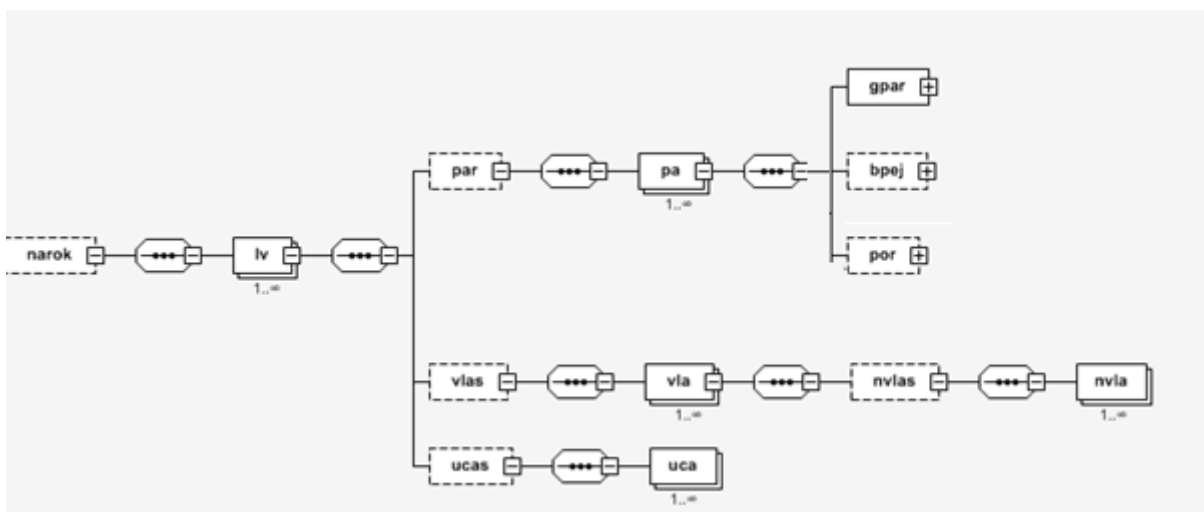 gpar
par
pa
bpej
1..∞
narok
lv
por
1..∞
vlas
vla
nvlas
nvla
1..∞
1..∞
ucas
uca
1..∞